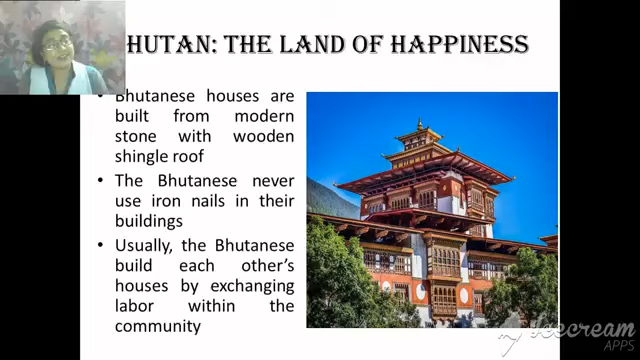 HUTAN: THE LAND OF HAPPINESS
• Bhutanese houses are
built from modern
stone with wooden
shingle roof
• The Bhutanese never
use iron nails in their
buildings
• Usually, the Bhutanese
build each other's
houses by exchanging
labor within the
community
Icecream
APPS